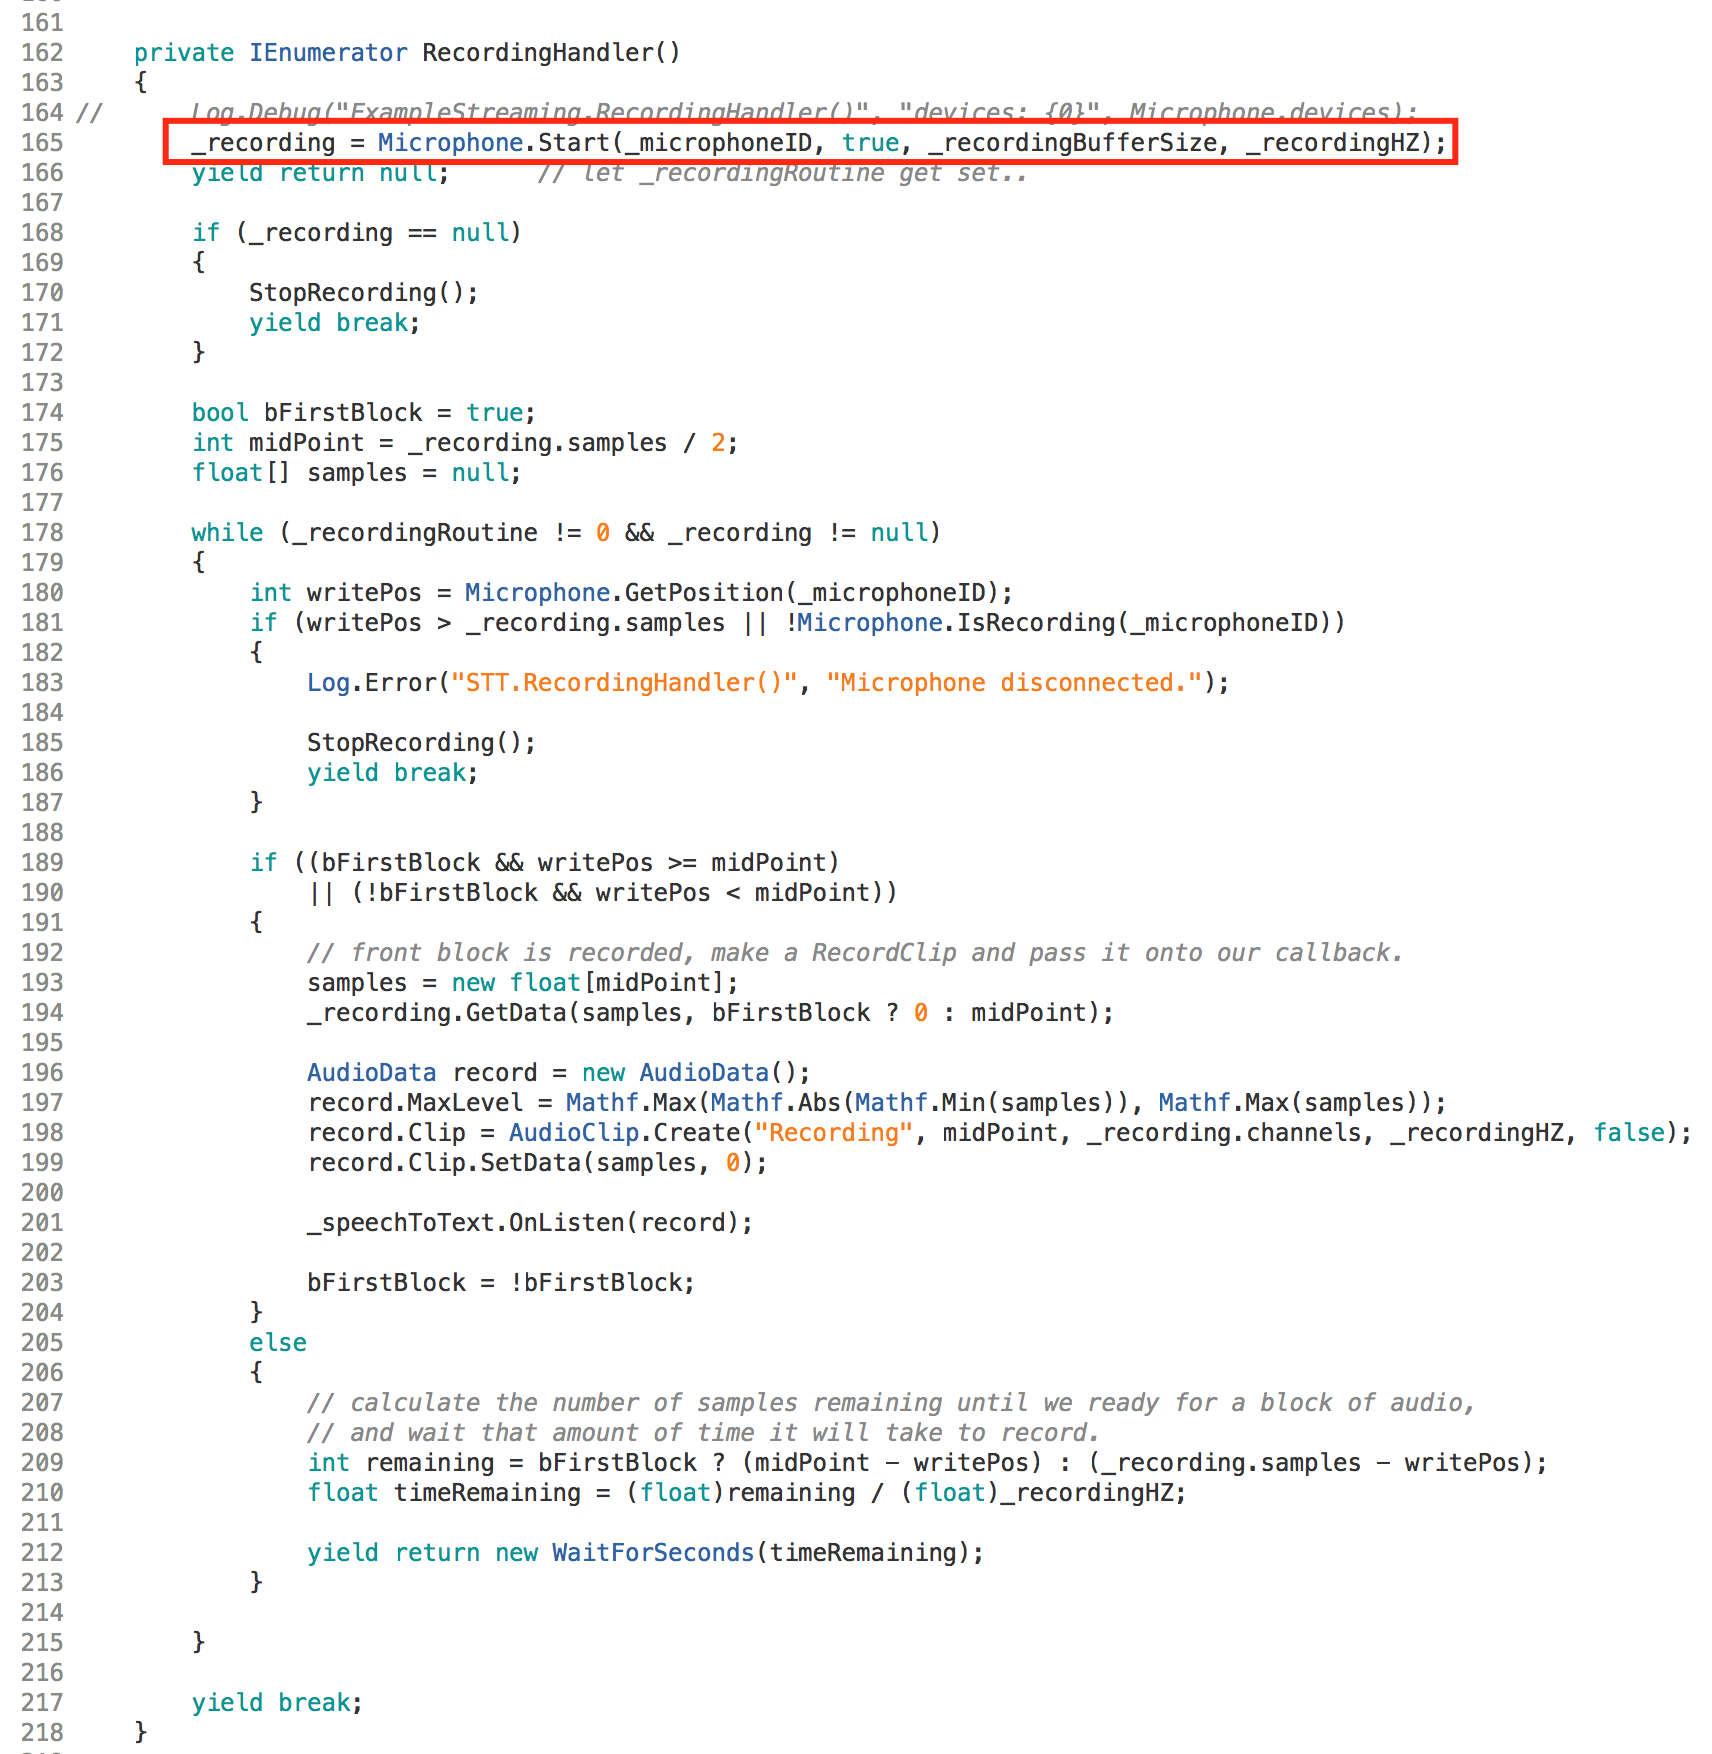 161
162     private IEnumerator RecordingHandler()
163     {
164 //      Log.Debug("ExampleStreaming.RecordingHandler()", "devices: {0}", Microphone.devices);
165         _recording = Microphone.Start(_microphoneID, true, _recordingBufferSize, _recordingHZ);
166         yield return null;      // let _recordingRoutine get set..
167
168         if (_recording == null)
169         {
170             StopRecording();
171             yield break;
172         }
173
174         bool bFirstBlock = true;
175         int midPoint = _recording.samples / 2;
176         float[] samples = null;
177
178         while (_recordingRoutine != 0 && _recording != null)
179         {
180             int writePos = Microphone.GetPosition(_microphoneID);
181             if (writePos > _recording.samples || !Microphone.IsRecording(_microphoneID))
182             {
183                 Log.Error("STT.RecordingHandler()", "Microphone disconnected.");
184
185                 StopRecording();
186                 yield break;
187             }
188
189             if ((bFirstBlock && writePos >= midPoint)
190                 || (!bFirstBlock && writePos < midPoint))
191             {
192                 // front block is recorded, make a RecordClip and pass it onto our callback.
193                 samples = new float[midPoint];
194                 _recording.GetData(samples, bFirstBlock ? 0 : midPoint);
195
196                 AudioData record = new AudioData();
197                 record.MaxLevel = Mathf.Max(Mathf.Abs(Mathf.Min(samples)), Mathf.Max(samples));
198                 record.Clip = AudioClip.Create("Recording", midPoint, _recording.channels, _recordingHZ, false);
199                 record.Clip.SetData(samples, 0);
200
201                 _speechToText.OnListen(record);
202
203                 bFirstBlock = !bFirstBlock;
204             }
205             else
206             {
207                 // calculate the number of samples remaining until we ready for a block of audio,
208                 // and wait that amount of time it will take to record.
209                 int remaining = bFirstBlock ? (midPoint - writePos) : (_recording.samples - writePos);
210                 float timeRemaining = (float)remaining / (float)_recordingHZ;
211
212                 yield return new WaitForSeconds(timeRemaining);
213             }
214
215         }
216
217         yield break;
218     }